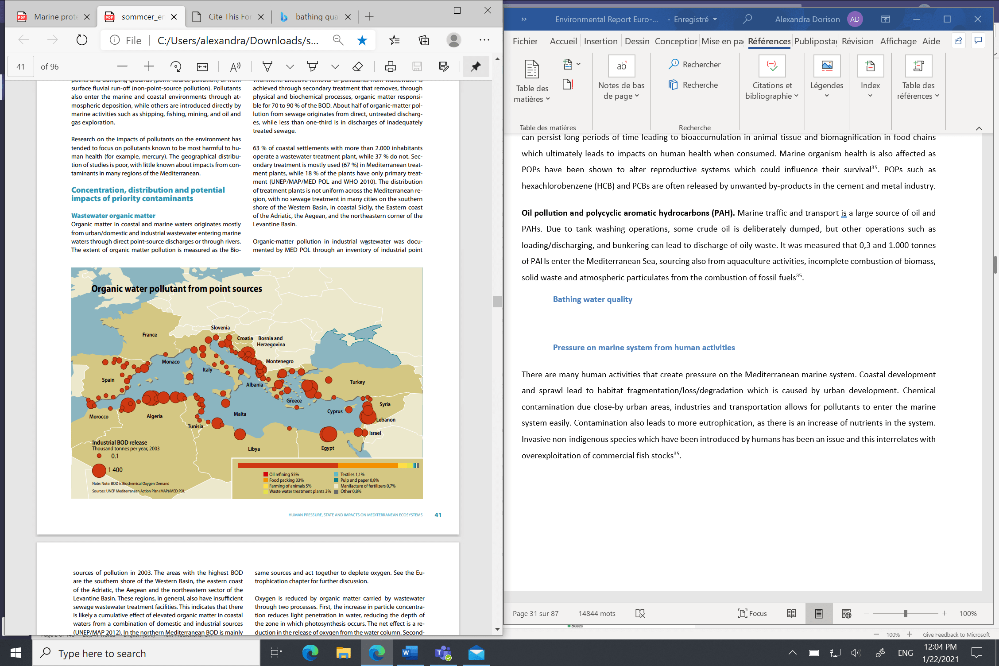 Marine prote
sommcer_en
Cite This For
bathing qua
File
C:/Users/alexandra/Downloads/s...
41
of 96
surface fluvial run-off (non-point-source pollution). Pollutants
also enter the marine and coastal environments through at-
mospheric deposition, while others are introduced directly by
marine activities such as shipping, fishing, mining, and oil and
gas exploration.
Research on the impacts of pollutants on the environment has
tended to focus on pollutants known to be most harmful to hu-
man health (for example, mercury). The geographical distribu-
tion of studies is poor, with little known about impacts from con-
taminants in many regions of the Mediterranean.
Concentration, distribution and potential
impacts of priority contaminants
Wastewater organic matter
Organic matter in coastal and marine waters originates mostly
from urban/domestic and industrial wastewater entering marine
waters through direct point-source discharges or through rivers.
The extent of organic matter pollution is measured as the Bio-
vironment. Effective removal of pollutants from wastewater is
achieved through secondary treatment that removes, through
physical and biochemical processes, organic matter responsi-
ble for 70 to 90 % of the BOD. About half of organic-matter pol-
lution from sewage originates from direct, untreated discharg-
es, while less than one-third is in discharges of inadequately
treated sewage.
63 % of coastal settlements with more than 2.000 inhabitants
operate a wastewater treatment plant, while 37 % do not. Sec-
ondary treatment is mostly used (67 %) in Mediterranean treat-
ment plants, while 18 % of the plants have only primary treat-
ment (UNEP/MAP/MED POL and WHO 2010). The distribution
of treatment plants is not uniform across the Mediterranean re-
gion, with no sewage treatment in many cities on the southern
shore of the Western Basin, in coastal Sicily, the Eastern coast
of the Adriatic, the Aegean, and the northeastern corner of the
Levantine Basin.
Organic-matter pollution in industrial wastewater was docu-
mented by MED POL through an inventory of industrial point
Organic water pollutant from point sources
Slovenia
France
Croatia
Bosnia and
Herzegovina
Monaco
Montenegro
Italy
Spain
Albania
Turkey
Greece
Syria
Cyprus
Malta
Morocco
Algeria
Lebanon
Tunisia
Israel
Libya
Egypt
Industrial BOD release
Thousand tonnes per year, 2003
0.1
1 400
Note: Note: BOD is Biochemical Oxygen Demand
Sources: UNEP Mediterranean Action Plan (MAP)/MED POL
Oil refining 55%
Food packing 33%
Farming of animals 5%
Waste water treatment plants 3%
Textiles 1,1%
Pulp and paper 0,8%
Manifacture of fertilizers 0,7%
Other 0,8%
HUMAN PRESSURE, STATE AND IMPACTS ON MEDITERRANEAN ECOSYSTEMS 41
sources of pollution in 2003. The areas with the highest BOD
are the southern shore of the Western Basin, the eastern coast
of the Adriatic, the Aegean and the northeastern sector of the
Levantine Basin. These regions, in general, also have insufficient
sewage wastewater treatment facilities. This indicates that there
is likely a cumulative effect of elevated organic matter in coastal
waters from a combination of domestic and industrial sources
(UNEP/MAP 2012). In the northern Mediterranean BOD is mainly
same sources and act together to deplete oxygen. See the Eu-
trophication chapter for further discussion.
Oxygen is reduced by organic matter carried by wastewater
through two processes. First, the increase in particle concentra-
tion reduces light penetration in water, reducing the depth of
the zone in which photosynthesis occurs. The net effect is a re-
duction in the release of oxygen from the water column. Second-
Environmental Report Euro-... - Enregistré
Alexandra Dorison AD
Fichier Accueil Insertion Dessin Conception Mise en pa Références Publipostag Révision Affichage Aide
Table des
matières
Table des matières
ab
Notes de bas
de page
Rechercher
Recherche
Recherche
Citations et
bibliographie
Légendes
Index
Table des
références
can persist long periods of time leading to bioaccumulation in animal tissue and biomagnification in food chains
which ultimately leads to impacts on human health when consumed. Marine organism health is also affected as
POPs have been shown to alter reproductive systems which could influence their survival35. POPs such as
hexachlorobenzene (HCB) and PCBs are often released by unwanted by-products in the cement and metal industry.
Oil pollution and polycyclic aromatic hydrocarbons (PAH). Marine traffic and transport is a large source of oil and
PAHs. Due to tank washing operations, some crude oil is deliberately dumped, but other operations such as
loading/discharging, and bunkering can lead to discharge of oily waste. It was measured that 0,3 and 1.000 tonnes
of PAHs enter the Mediterranean Sea, sourcing also from aquaculture activities, incomplete combustion of biomass,
solid waste and atmospheric particulates from the combustion of fossil fuels35.
Bathing water quality
Pressure on marine system from human activities
There are many human activities that create pressure on the Mediterranean marine system. Coastal development
and sprawl lead to habitat fragmentation/loss/degradation which is caused by urban development. Chemical
contamination due close-by urban areas, industries and transportation allows for pollutants to enter the marine
system easily. Contamination also leads to more eutrophication, as there is an increase of nutrients in the system.
Invasive non-indigenous species which have been introduced by humans has been an issue and this interrelates with
overexploitation of commercial fish stocks35.
Page 31 sur 87
14844 mots
Focus
100%
100%
Give Feedback to Microsoft
Type here to search
ENG
12:04 PM
1/22/2021